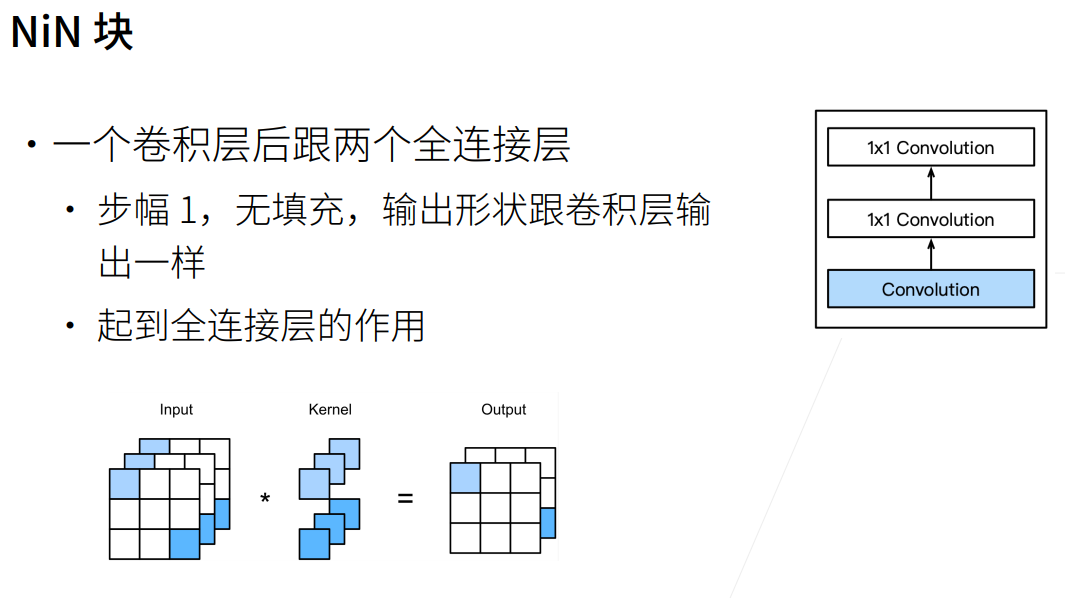 NiN 块
• 一个卷积层后跟两个全连接层
• 步幅 1，无填充，输出形状跟卷积层输
出一样
• 起到全连接层的作用
1x1 Convolution
1x1 Convolution
Convolution
Input Kernel Output
* =